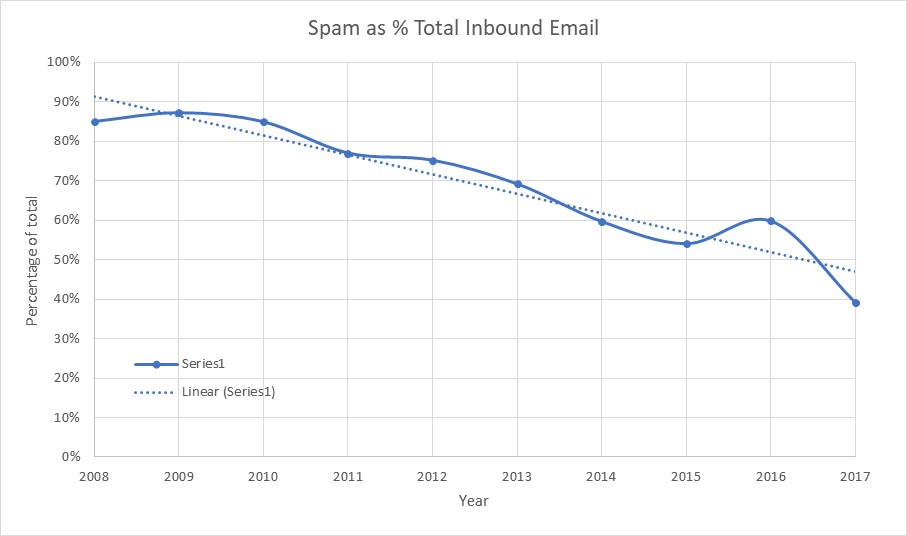 Spam as % Total Inbound Email
100%
90%
80%
70%
60%
50%
40%
30%
20%
10%
0%
Percentage of total
Series1
Linear (Series1)
2008 2009 2010 2011 2012 2013 2014 2015 2016 2017
Year